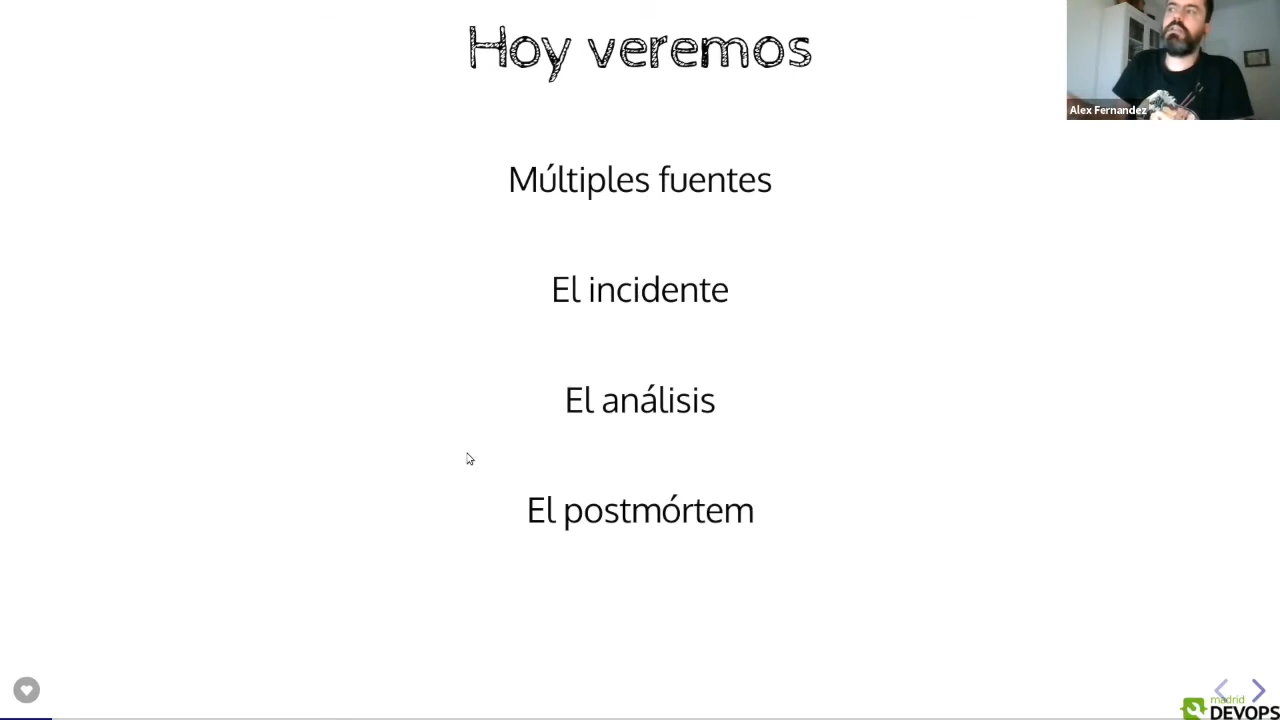 Hoy veremos
Alex Fernandez
Múltiples fuentes
El incidente
El análisis
El postmórtem
madrid
DEVOPS